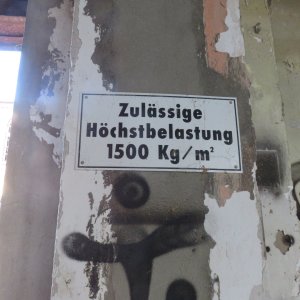 Zulässige
Höchstbelastung
1500 Kg/m²